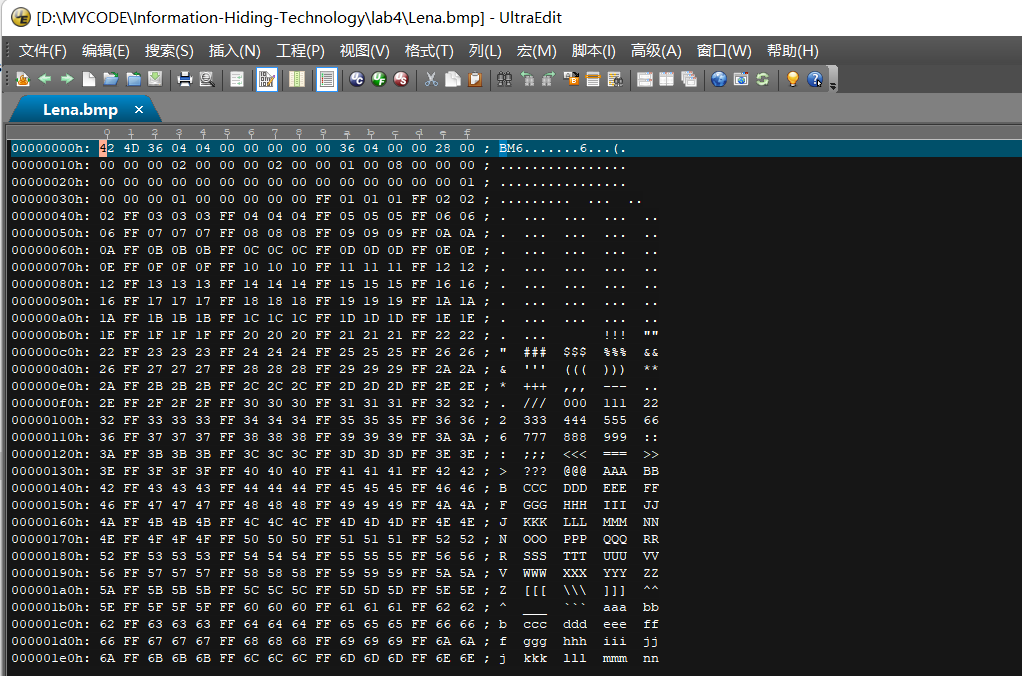 [D:\MYCODE\Information-Hiding-Technology\lab4\Lena.bmp] - UltraEdit
文件(F) 编辑(E) 搜索(S) 插入(N) 工程(P) 视图(V) 格式(T) 列(L) 宏(M) 脚本(I) 高级(A) 窗口(W) 帮助(H)
Lena.bmp ×
0 1 2 3 4 5 6 7 8 9 a b c d e f
00000000h: 42 4D 36 04 04 00 00 00 00 00 36 04 00 00 28 00 ; BM6.......6...(.
00000010h: 00 00 00 02 00 00 00 02 00 00 01 00 08 00 00 00 ; ................
00000020h: 00 00 00 00 00 00 00 00 00 00 00 00 00 00 00 01 ; ................
00000030h: 00 00 00 01 00 00 00 00 00 FF 01 01 01 FF 02 02 ; ......... ... ..
00000040h: 02 FF 03 03 03 FF 04 04 04 FF 05 05 05 FF 06 06 ; . ... ... ... ..
00000050h: 06 FF 07 07 07 FF 08 08 08 FF 09 09 09 FF 0A 0A ; . ... ... ... ..
00000060h: 0A FF 0B 0B 0B FF 0C 0C 0C FF 0D 0D 0D FF 0E 0E ; . ... ... ... ..
00000070h: 0E FF 0F 0F 0F FF 10 10 10 FF 11 11 11 FF 12 12 ; . ... ... ... ..
00000080h: 12 FF 13 13 13 FF 14 14 14 FF 15 15 15 FF 16 16 ; . ... ... ... ..
00000090h: 16 FF 17 17 17 FF 18 18 18 FF 19 19 19 FF 1A 1A ; . ... ... ... ..
000000a0h: 1A FF 1B 1B 1B FF 1C 1C 1C FF 1D 1D 1D FF 1E 1E ; . ... ... ... ..
000000b0h: 1E FF 1F 1F 1F FF 20 20 20 FF 21 21 21 FF 22 22 ; . ...     !!! ""
000000c0h: 22 FF 23 23 23 FF 24 24 24 FF 25 25 25 FF 26 26 ; " ### $$$ %%% &&
000000d0h: 26 FF 27 27 27 FF 28 28 28 FF 29 29 29 FF 2A 2A ; & ''' ((( ))) **
000000e0h: 2A FF 2B 2B 2B FF 2C 2C 2C FF 2D 2D 2D FF 2E 2E ; * +++ ,,, --- ..
000000f0h: 2E FF 2F 2F 2F FF 30 30 30 FF 31 31 31 FF 32 32 ; . /// 000 111 22
00000100h: 32 FF 33 33 33 FF 34 34 34 FF 35 35 35 FF 36 36 ; 2 333 444 555 66
00000110h: 36 FF 37 37 37 FF 38 38 38 FF 39 39 39 FF 3A 3A ; 6 777 888 999 ::
00000120h: 3A FF 3B 3B 3B FF 3C 3C 3C FF 3D 3D 3D FF 3E 3E ; : ;;; <<< === >>
00000130h: 3E FF 3F 3F 3F FF 40 40 40 FF 41 41 41 FF 42 42 ; > ??? @@@ AAA BB
00000140h: 42 FF 43 43 43 FF 44 44 44 FF 45 45 45 FF 46 46 ; B CCC DDD EEE FF
00000150h: 46 FF 47 47 47 FF 48 48 48 FF 49 49 49 FF 4A 4A ; F GGG HHH III JJ
00000160h: 4A FF 4B 4B 4B FF 4C 4C 4C FF 4D 4D 4D FF 4E 4E ; J KKK LLL MMM NN
00000170h: 4E FF 4F 4F 4F FF 50 50 50 FF 51 51 51 FF 52 52 ; N OOO PPP QQQ RR
00000180h: 52 FF 53 53 53 FF 54 54 54 FF 55 55 55 FF 56 56 ; R SSS TTT UUU VV
00000190h: 56 FF 57 57 57 FF 58 58 58 FF 59 59 59 FF 5A 5A ; V WWW XXX YYY ZZ
000001a0h: 5A FF 5B 5B 5B FF 5C 5C 5C FF 5D 5D 5D FF 5E 5E ; Z [[[ \\\ ]]] ^^
000001b0h: 5E FF 5F 5F 5F FF 60 60 60 FF 61 61 61 FF 62 62 ; ^ ___ ``` aaa bb
000001c0h: 62 FF 63 63 63 FF 64 64 64 FF 65 65 65 FF 66 66 ; b ccc ddd eee ff
000001d0h: 66 FF 67 67 67 FF 68 68 68 FF 69 69 69 FF 6A 6A ; f ggg hhh iii jj
000001e0h: 6A FF 6B 6B 6B FF 6C 6C 6C FF 6D 6D 6D FF 6E 6E ; j kkk lll mmm nn